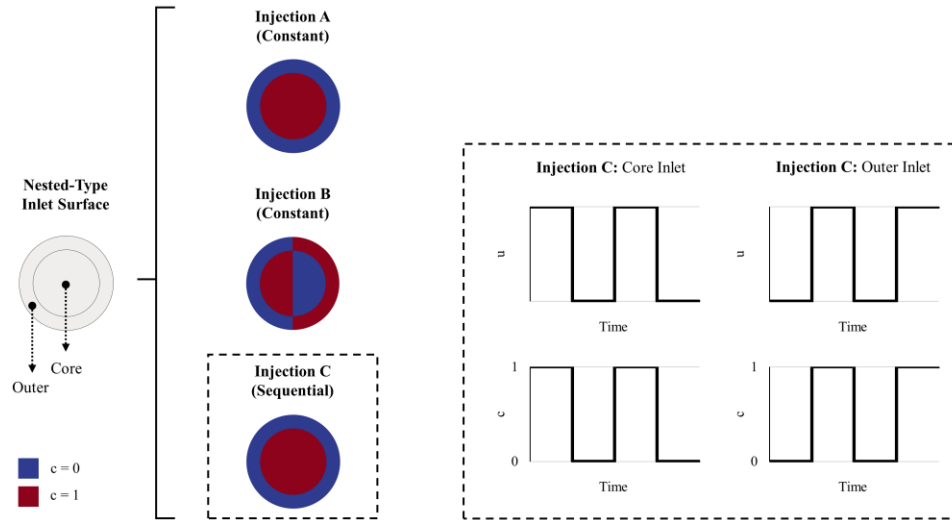 Injection A
(Constant)
Nested-Type
Inlet Surface
Injection B
(Constant)
Core
Outer
Injection C
(Sequential)
c = 0
c = 1
Injection C: Core Inlet
Injection C: Outer Inlet
u
Time
u
Time
1
c
0
Time
1
c
0
Time